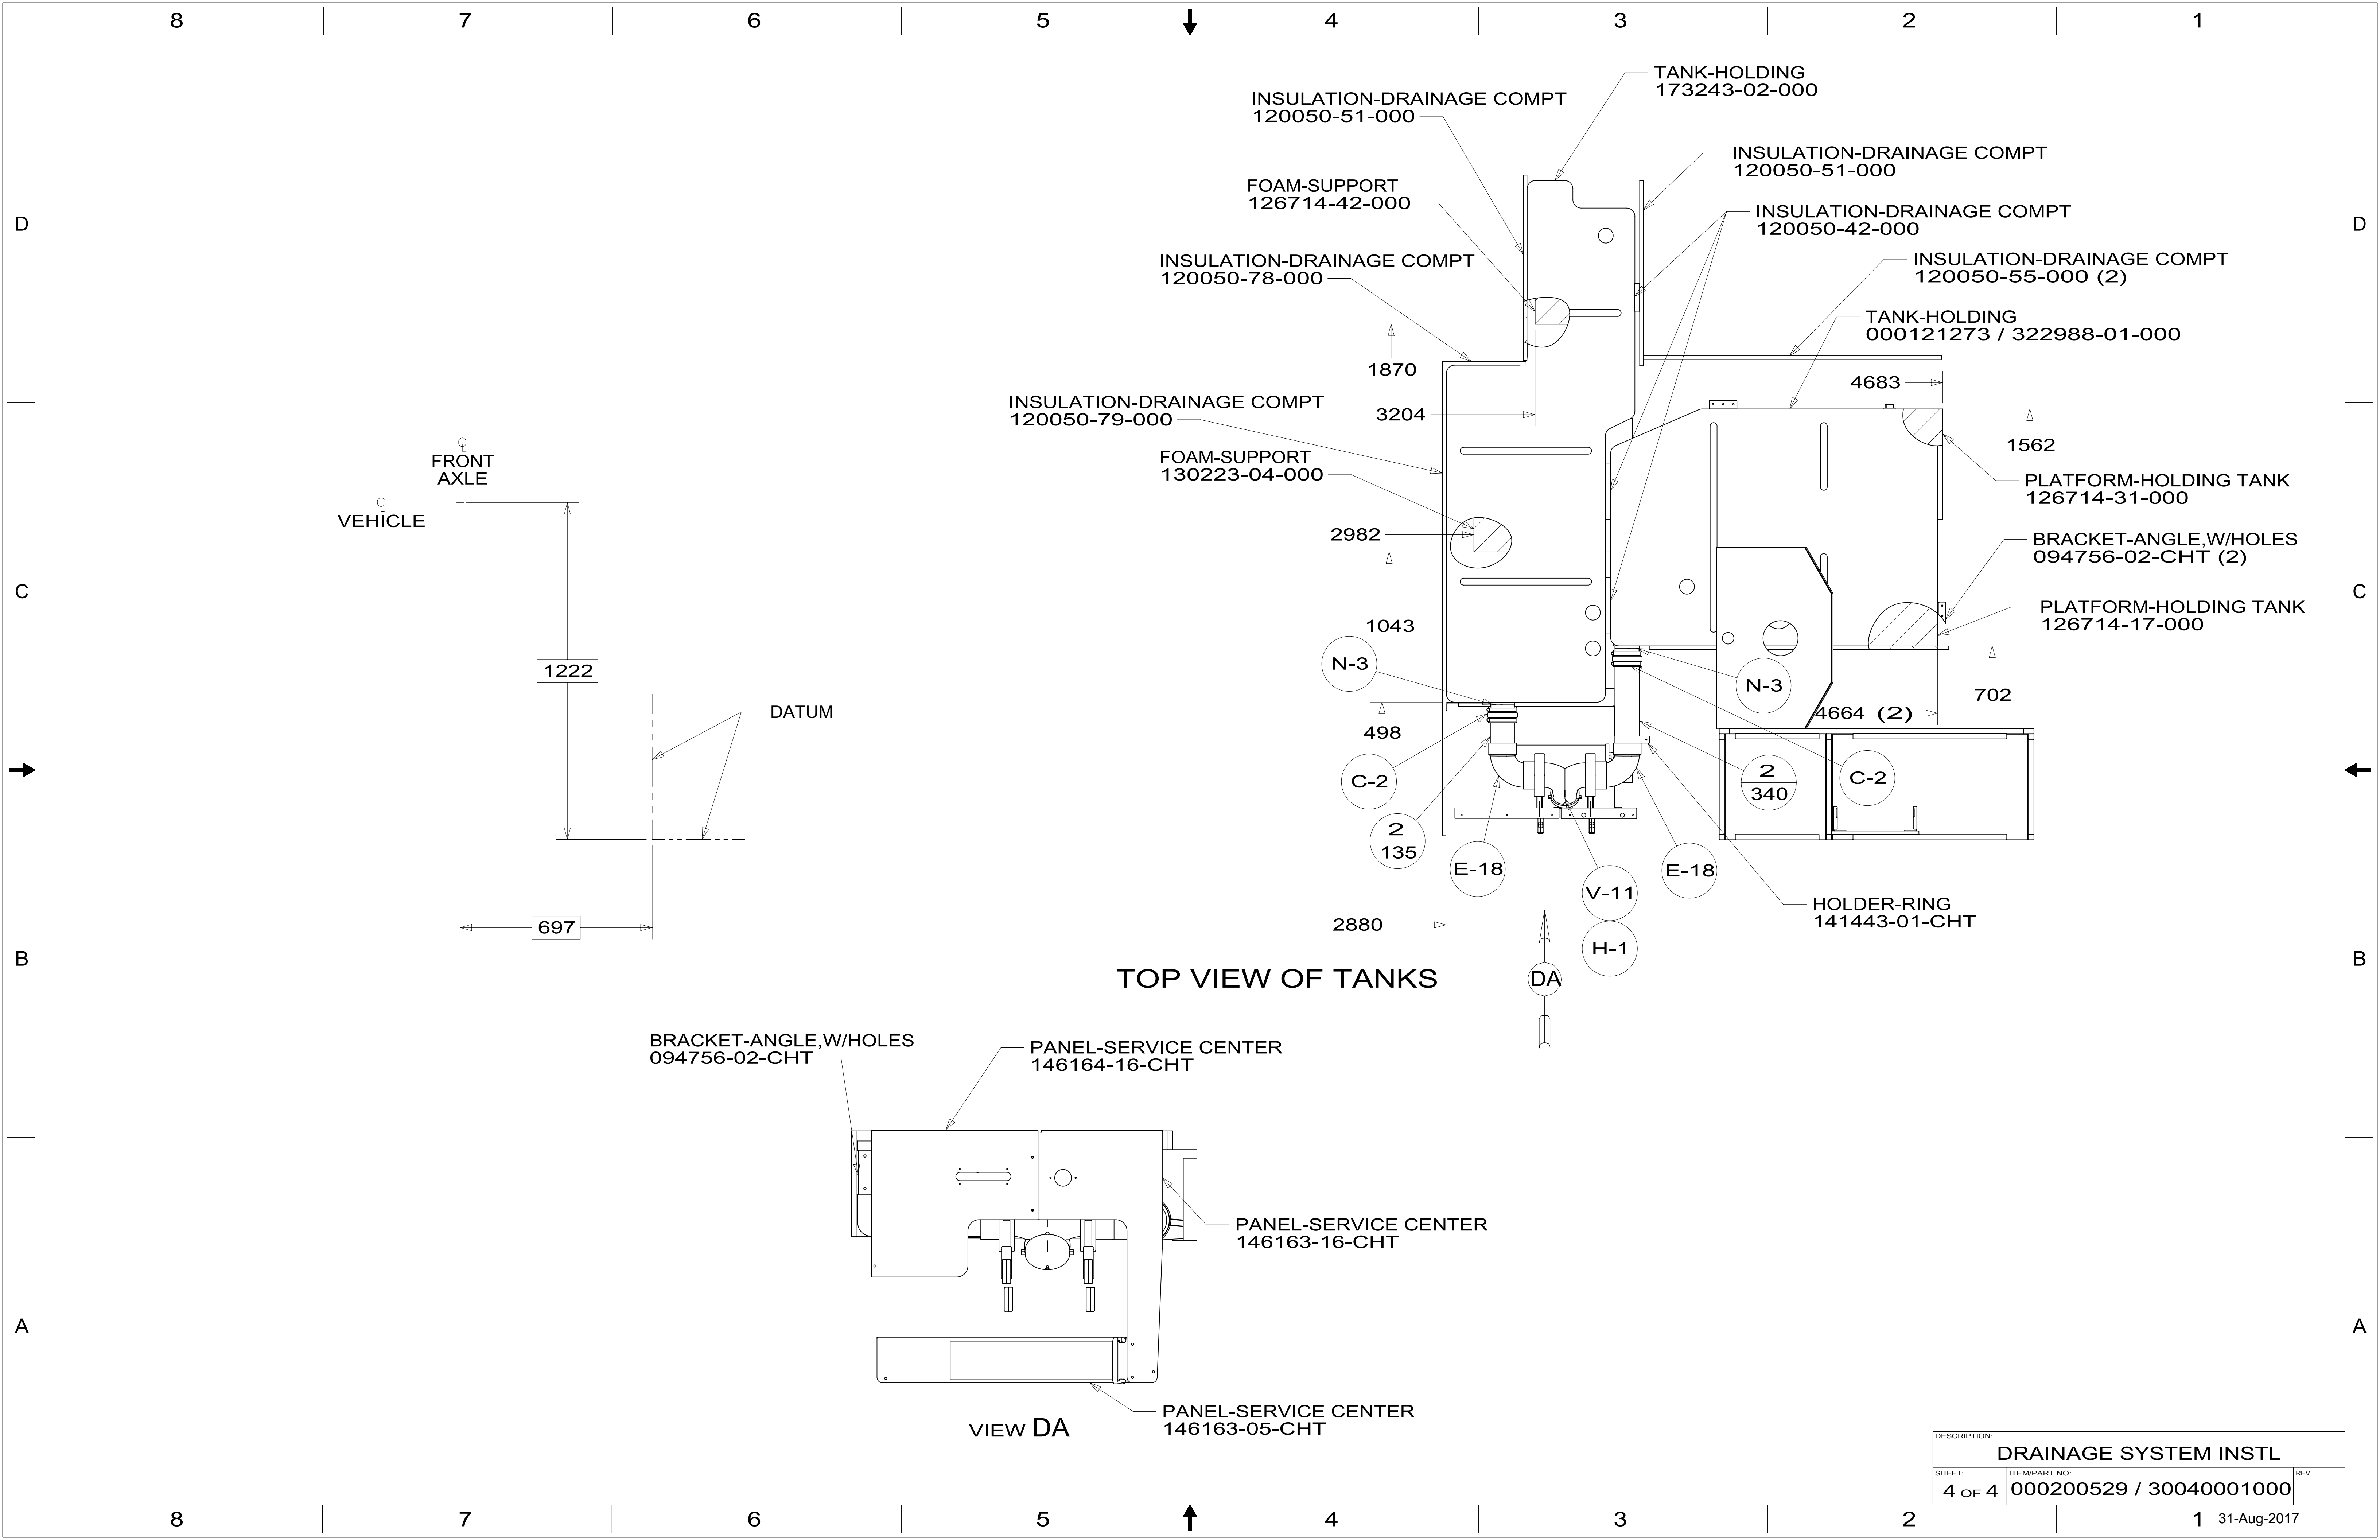 8 7 6 5 4 3 2 1
TANK-HOLDING
173243-02-000
INSULATION-DRAINAGE COMPT
120050-51-000
INSULATION-DRAINAGE COMPT
120050-51-000
FOAM-SUPPORT
126714-42-000
INSULATION-DRAINAGE COMPT
120050-42-000
D
D
INSULATION-DRAINAGE COMPT
120050-78-000
INSULATION-DRAINAGE COMPT
120050-55-000 (2)
TANK-HOLDING
000121273 / 322988-01-000
1870
4683
INSULATION-DRAINAGE COMPT
120050-79-000
3204
1562
℄
FRONT
AXLE
FOAM-SUPPORT
130223-04-000
PLATFORM-HOLDING TANK
126714-31-000
℄
VEHICLE
2982
BRACKET-ANGLE,W/HOLES
094756-02-CHT (2)
C
C
PLATFORM-HOLDING TANK
126714-17-000
1043
N-3
1222
N-3
702
DATUM
4664 (2)
498
C-2
2
340
C-2
2
135
E-18
E-18
V-11
HOLDER-RING
141443-01-CHT
697
2880
H-1
B
B
TOP VIEW OF TANKS
DA
BRACKET-ANGLE,W/HOLES
094756-02-CHT
PANEL-SERVICE CENTER
146164-16-CHT
PANEL-SERVICE CENTER
146163-16-CHT
A
A
PANEL-SERVICE CENTER
146163-05-CHT
VIEW DA
DESCRIPTION:
DRAINAGE SYSTEM INSTL
SHEET:
4 OF 4
ITEM/PART NO:
000200529 / 30040001000
REV
8 7 6 5 4 3 2 1
31-Aug-2017